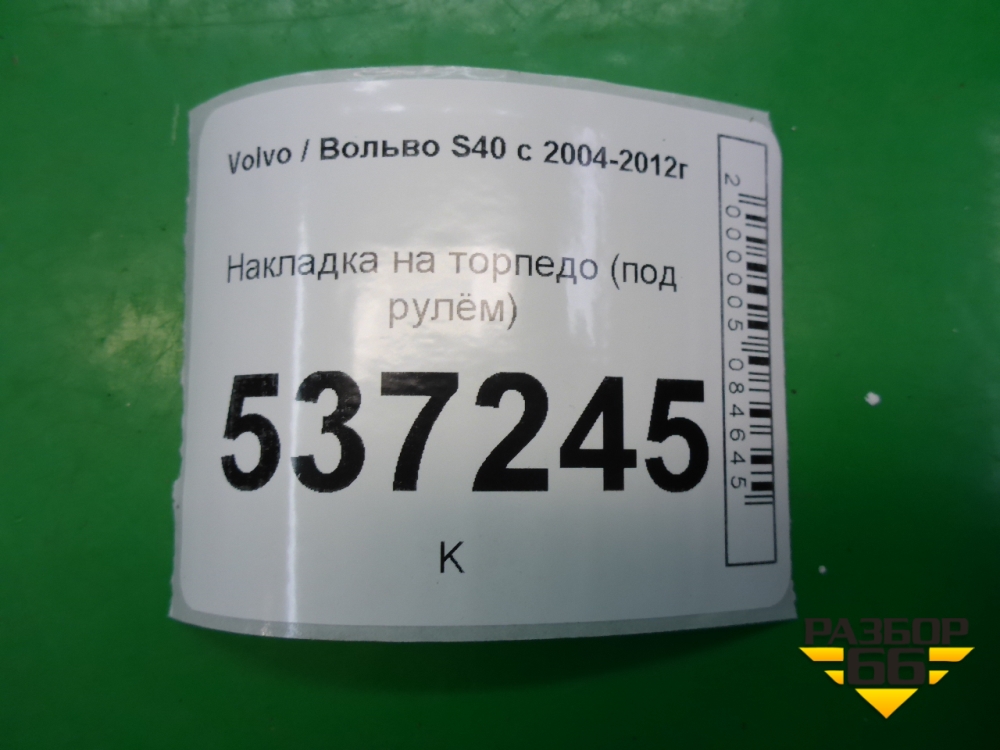 Volvo / Вольво S40 с 2004-2012г
Накладка на торпедо (под
рулём)
537245
К
2000005084645
РАЗБОР
66